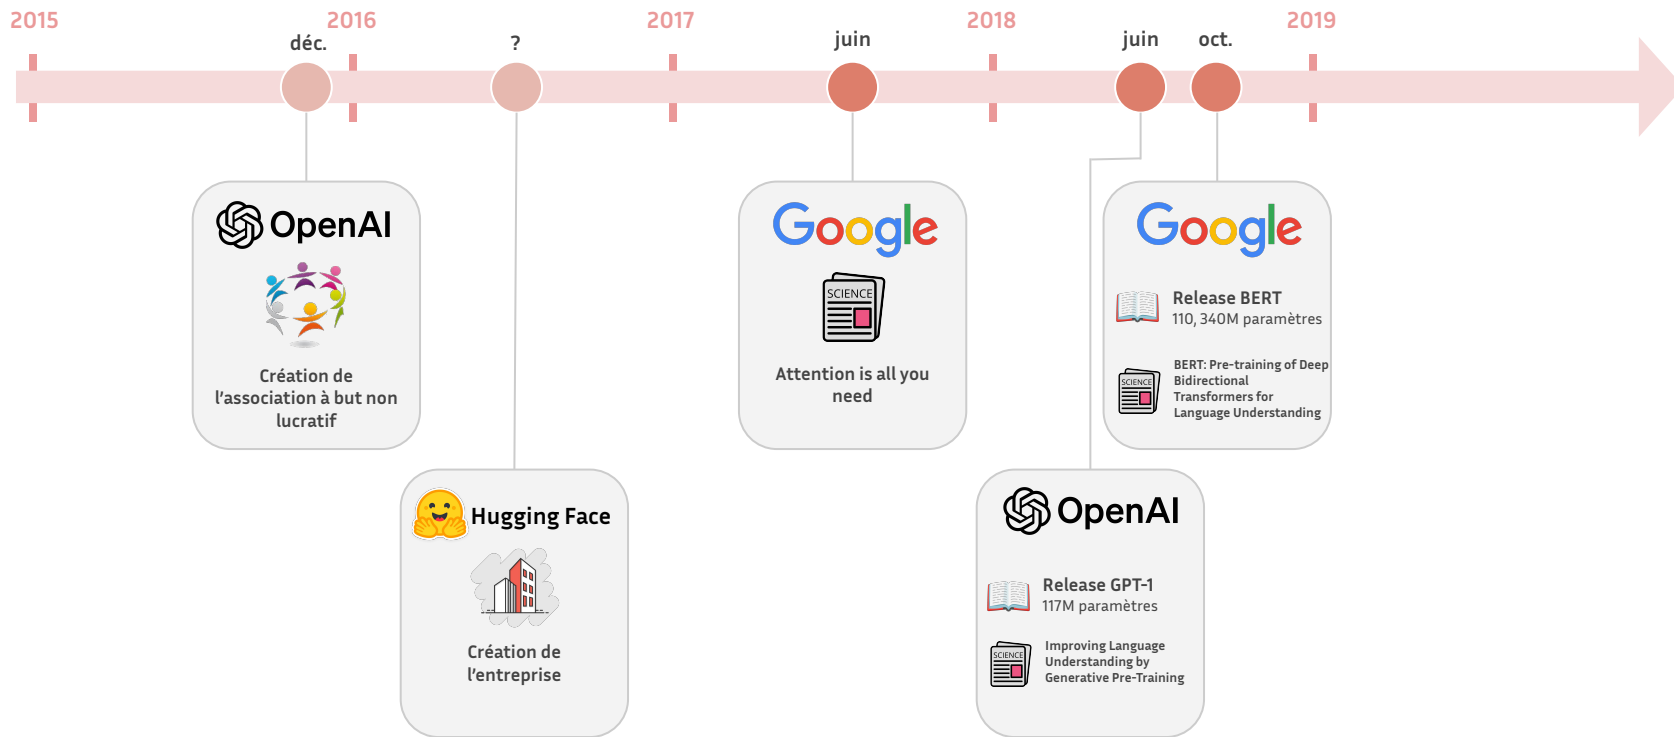 2015
2016
2017
2018
2019
déc.
?
juin
juin
oct.
OpenAI
Création de
l'association à but non
lucratif
Hugging Face
Création de
l'entreprise
Google
SCIENCE
Attention is all you
need
OpenAI
Release GPT-1
117M paramètres
SCIENCE
Improving Language
Understanding by
Generative Pre-Training
Google
Release BERT
110, 340M paramètres
SCIENCE
BERT: Pre-training of Deep
Bidirectional
Transformers for
Language Understanding